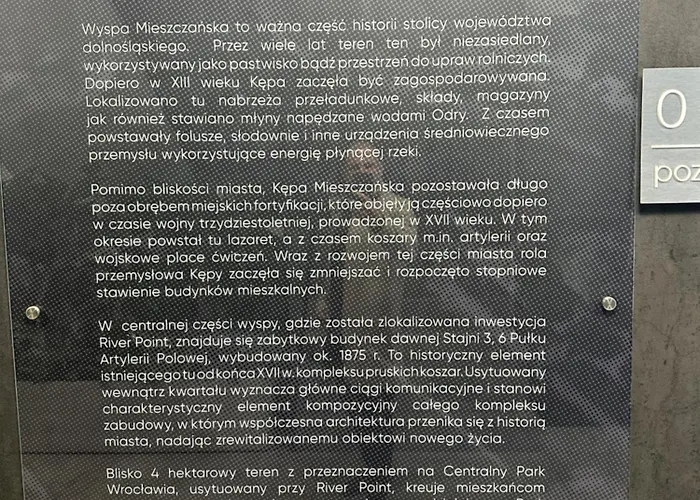 Wyspa Mieszczańska to ważna część historii stolicy województwa
dolnośląskiego. Przez wiele lat teren ten był niezasiedlany,
wykorzystywany jako pastwisko bądź przestrzeń do upraw rolniczych.
Dopiero w XIII wieku Kępa zaczęła być zagospodarowywana.
Lokalizowano tu nabrzeża przeładunkowe, składy, magazyny
jak również stawiano młyny napędzane wodami Odry. Z czasem
powstawały folusze, słodownie i inne urządzenia średniowiecznego
przemysłu wykorzystujące energię płynącej rzeki.
Pomimo bliskości miasta, Kępa Mieszczańska pozostawała długo
poza obrębem miejskich fortyfikacji, które objęły ją częściowo dopiero
w czasie wojny trzydziestoletniej, prowadzonej w XVII wieku. W tym
okresie powstał tu lazaret, a z czasem koszary m.in. artylerii oraz
wojskowe place ćwiczeń. Wraz z rozwojem tej części miasta rola
przemysłowa Kępy zaczęła się zmniejszać i rozpoczęto stopniowe
stawienie budynków mieszkalnych.
W centralnej części wyspy, gdzie została zlokalizowana inwestycja
River Point, znajduje się zabytkowy budynek dawnej Stajni 3, 6 Pułku
Artylerii Polowej, wybudowany ok. 1875 r. To historyczny element
istniejącego tu od końca XVII w. kompleksu pruskich koszar. Usytuowany
wewnątrz kwartału wyznacza główne ciągi komunikacyjne i stanowi
charakterystyczny element kompozycyjny całego kompleksu
zabudowy, w którym współczesna architektura przenika się z historią
miasta, nadając zrewitalizowanemu obiektowi nowego życia.
Blisko 4 hektarowy teren z przeznaczeniem na Centralny Park
Wrocławia, usytuowany przy River Point, kreuje mieszkańcom
0
poz